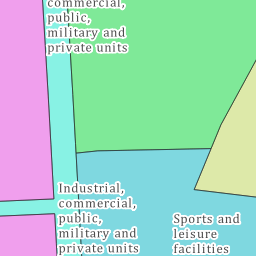 commercial,
public,
military and
private units
Industrial,
commercial,
public,
military and
private units
Sports and
leisure
facilities